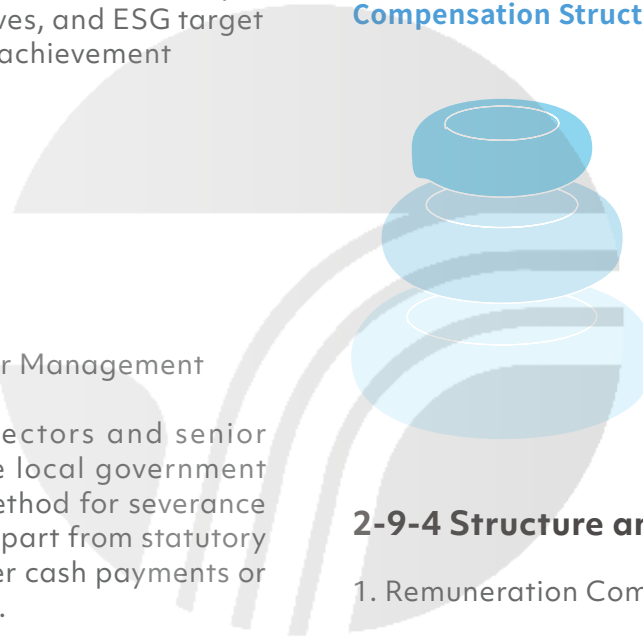 ves, and ESG target
achievement
r Management
ectors and senior
e local government
ethod for severance
part from statutory
er cash payments or
.
Compensation Struct
2-9-4 Structure ar
1. Remuneration Com